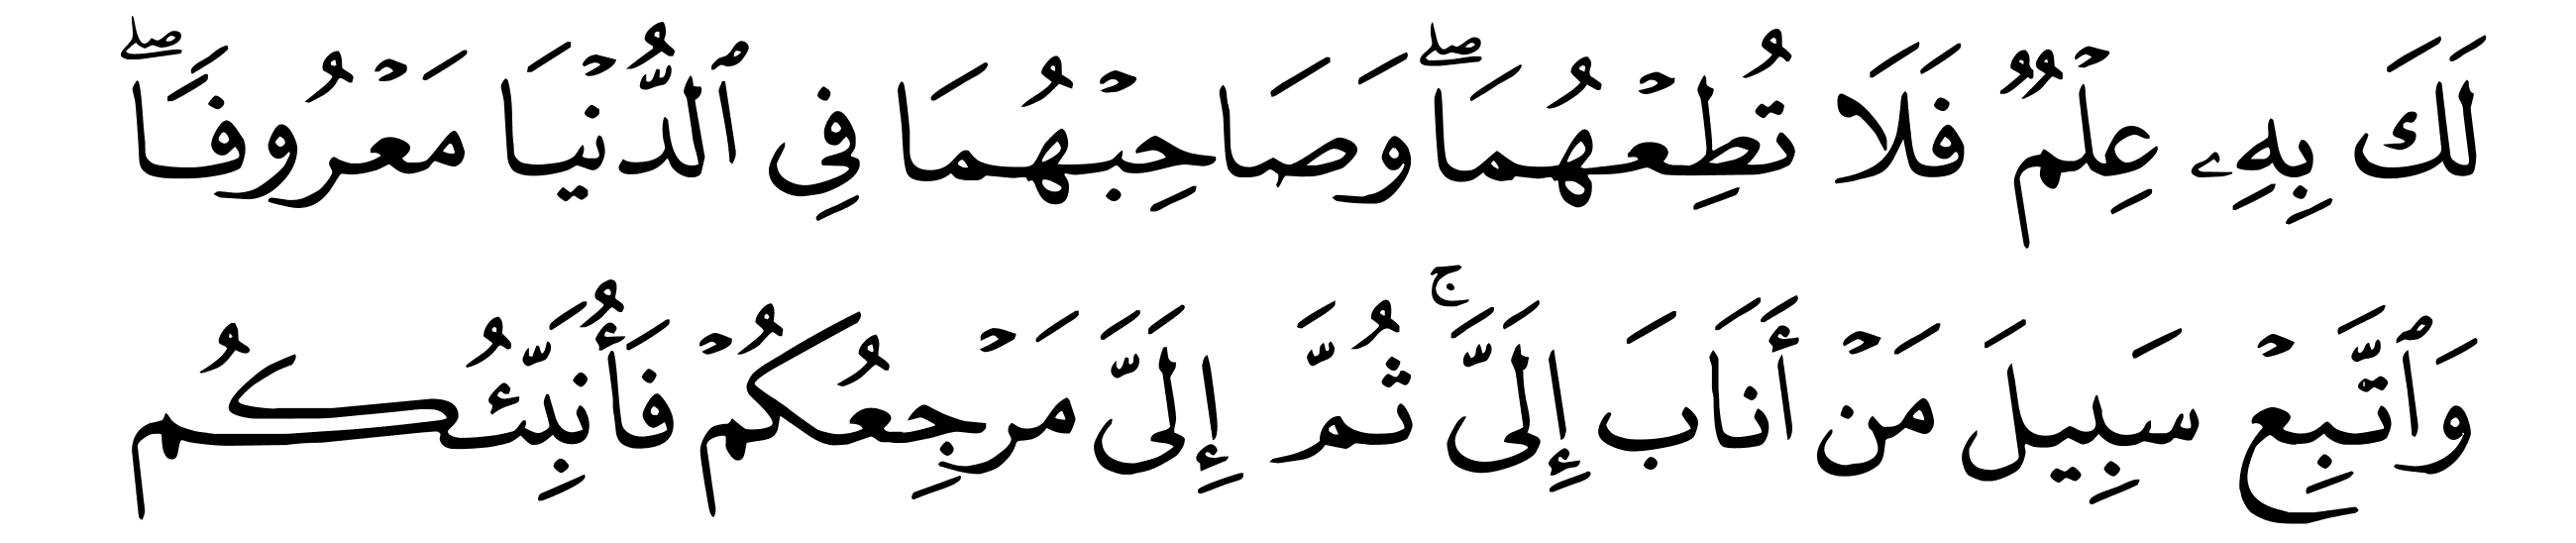 لَكَ بِهِۦ عِلۡمٌ فَلَا تُطِعۡهُمَاۖ وَصَاحِبۡهُمَا فِي ٱلدُّنۡيَا مَعۡرُوفًاۖ
وَٱتَّبِعۡ سَبِيلَ مَنۡ أَنَابَ إِلَيَّۚ ثُمَّ إِلَيَّ مَرۡجِعُكُمۡ فَأُنَبِّئُكُم